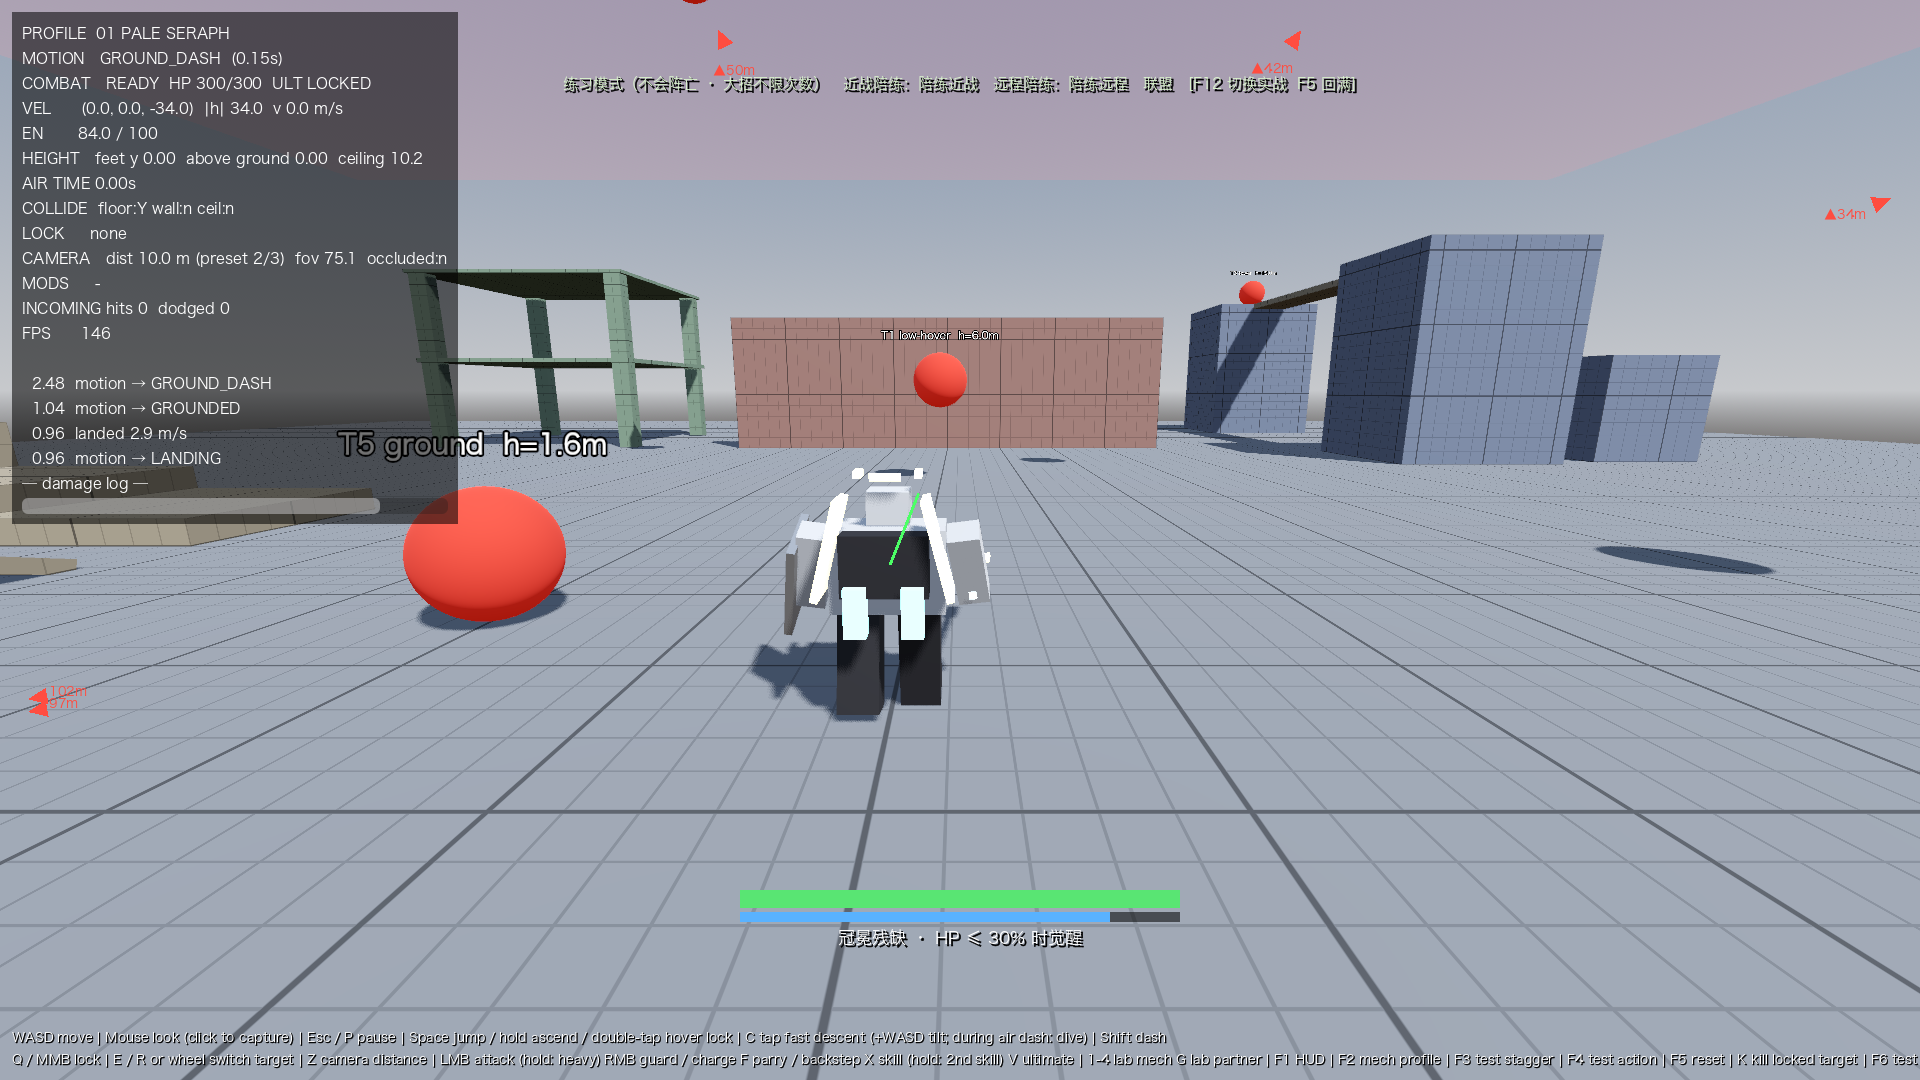 PROFILE 01 PALE SERAPH
MOTION GROUND_DASH (0.15s)
COMBAT READY HP 300/300 ULT LOCKED
VEL (0.0, 0.0, -34.0) |h| 34.0 v 0.0 m/s
EN 84.0 / 100
HEIGHT feet y 0.00 above ground 0.00 ceiling 10.2
AIR TIME 0.00s
COLLIDE floor:Y wall:n ceil:n
LOCK none
CAMERA dist 10.0 m (preset 2/3) fov 75.1 occluded:n
MODS -
INCOMING hits 0 dodged 0
FPS 146
2.48 motion → GROUND_DASH
1.04 motion → GROUNDED
0.96 landed 2.9 m/s
0.96 motion → LANDING
— damage log —
▲50m
▲42m
练习模式（不会阵亡 · 大招不限次数） 近战陪练：陪练近战 远程陪练：陪练远程 联盟 [F12 切换实战 F5 回满]
▲34m
T1 low-hover h=6.0m
T5 ground h=1.6m
102m
97m
冠冕残缺 · HP ≤ 30% 时觉醒
WASD move | Mouse look (click to capture) | Esc / P pause | Space jump / hold ascend / double-tap hover lock | C tap fast descent (+WASD tilt; during air dash: dive) | Shift dash
Q / MMB lock | E / R or wheel switch target | Z camera distance | LMB attack (hold: heavy) RMB guard / charge F parry / backstep X skill (hold: 2nd skill) V ultimate | 1-4 lab mech G lab partner | F1 HUD | F2 mech profile | F3 test stagger | F4 test action | F5 reset | K kill locked target | F6 test